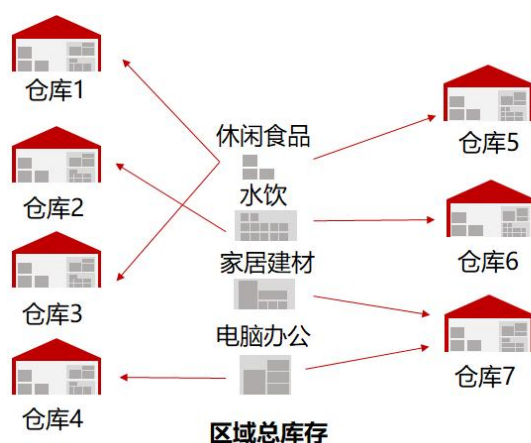 仓库1
仓库2
仓库3
仓库4
休闲食品
水饮
家居建材
电脑办公
区域总库存
仓库5
仓库6
仓库7